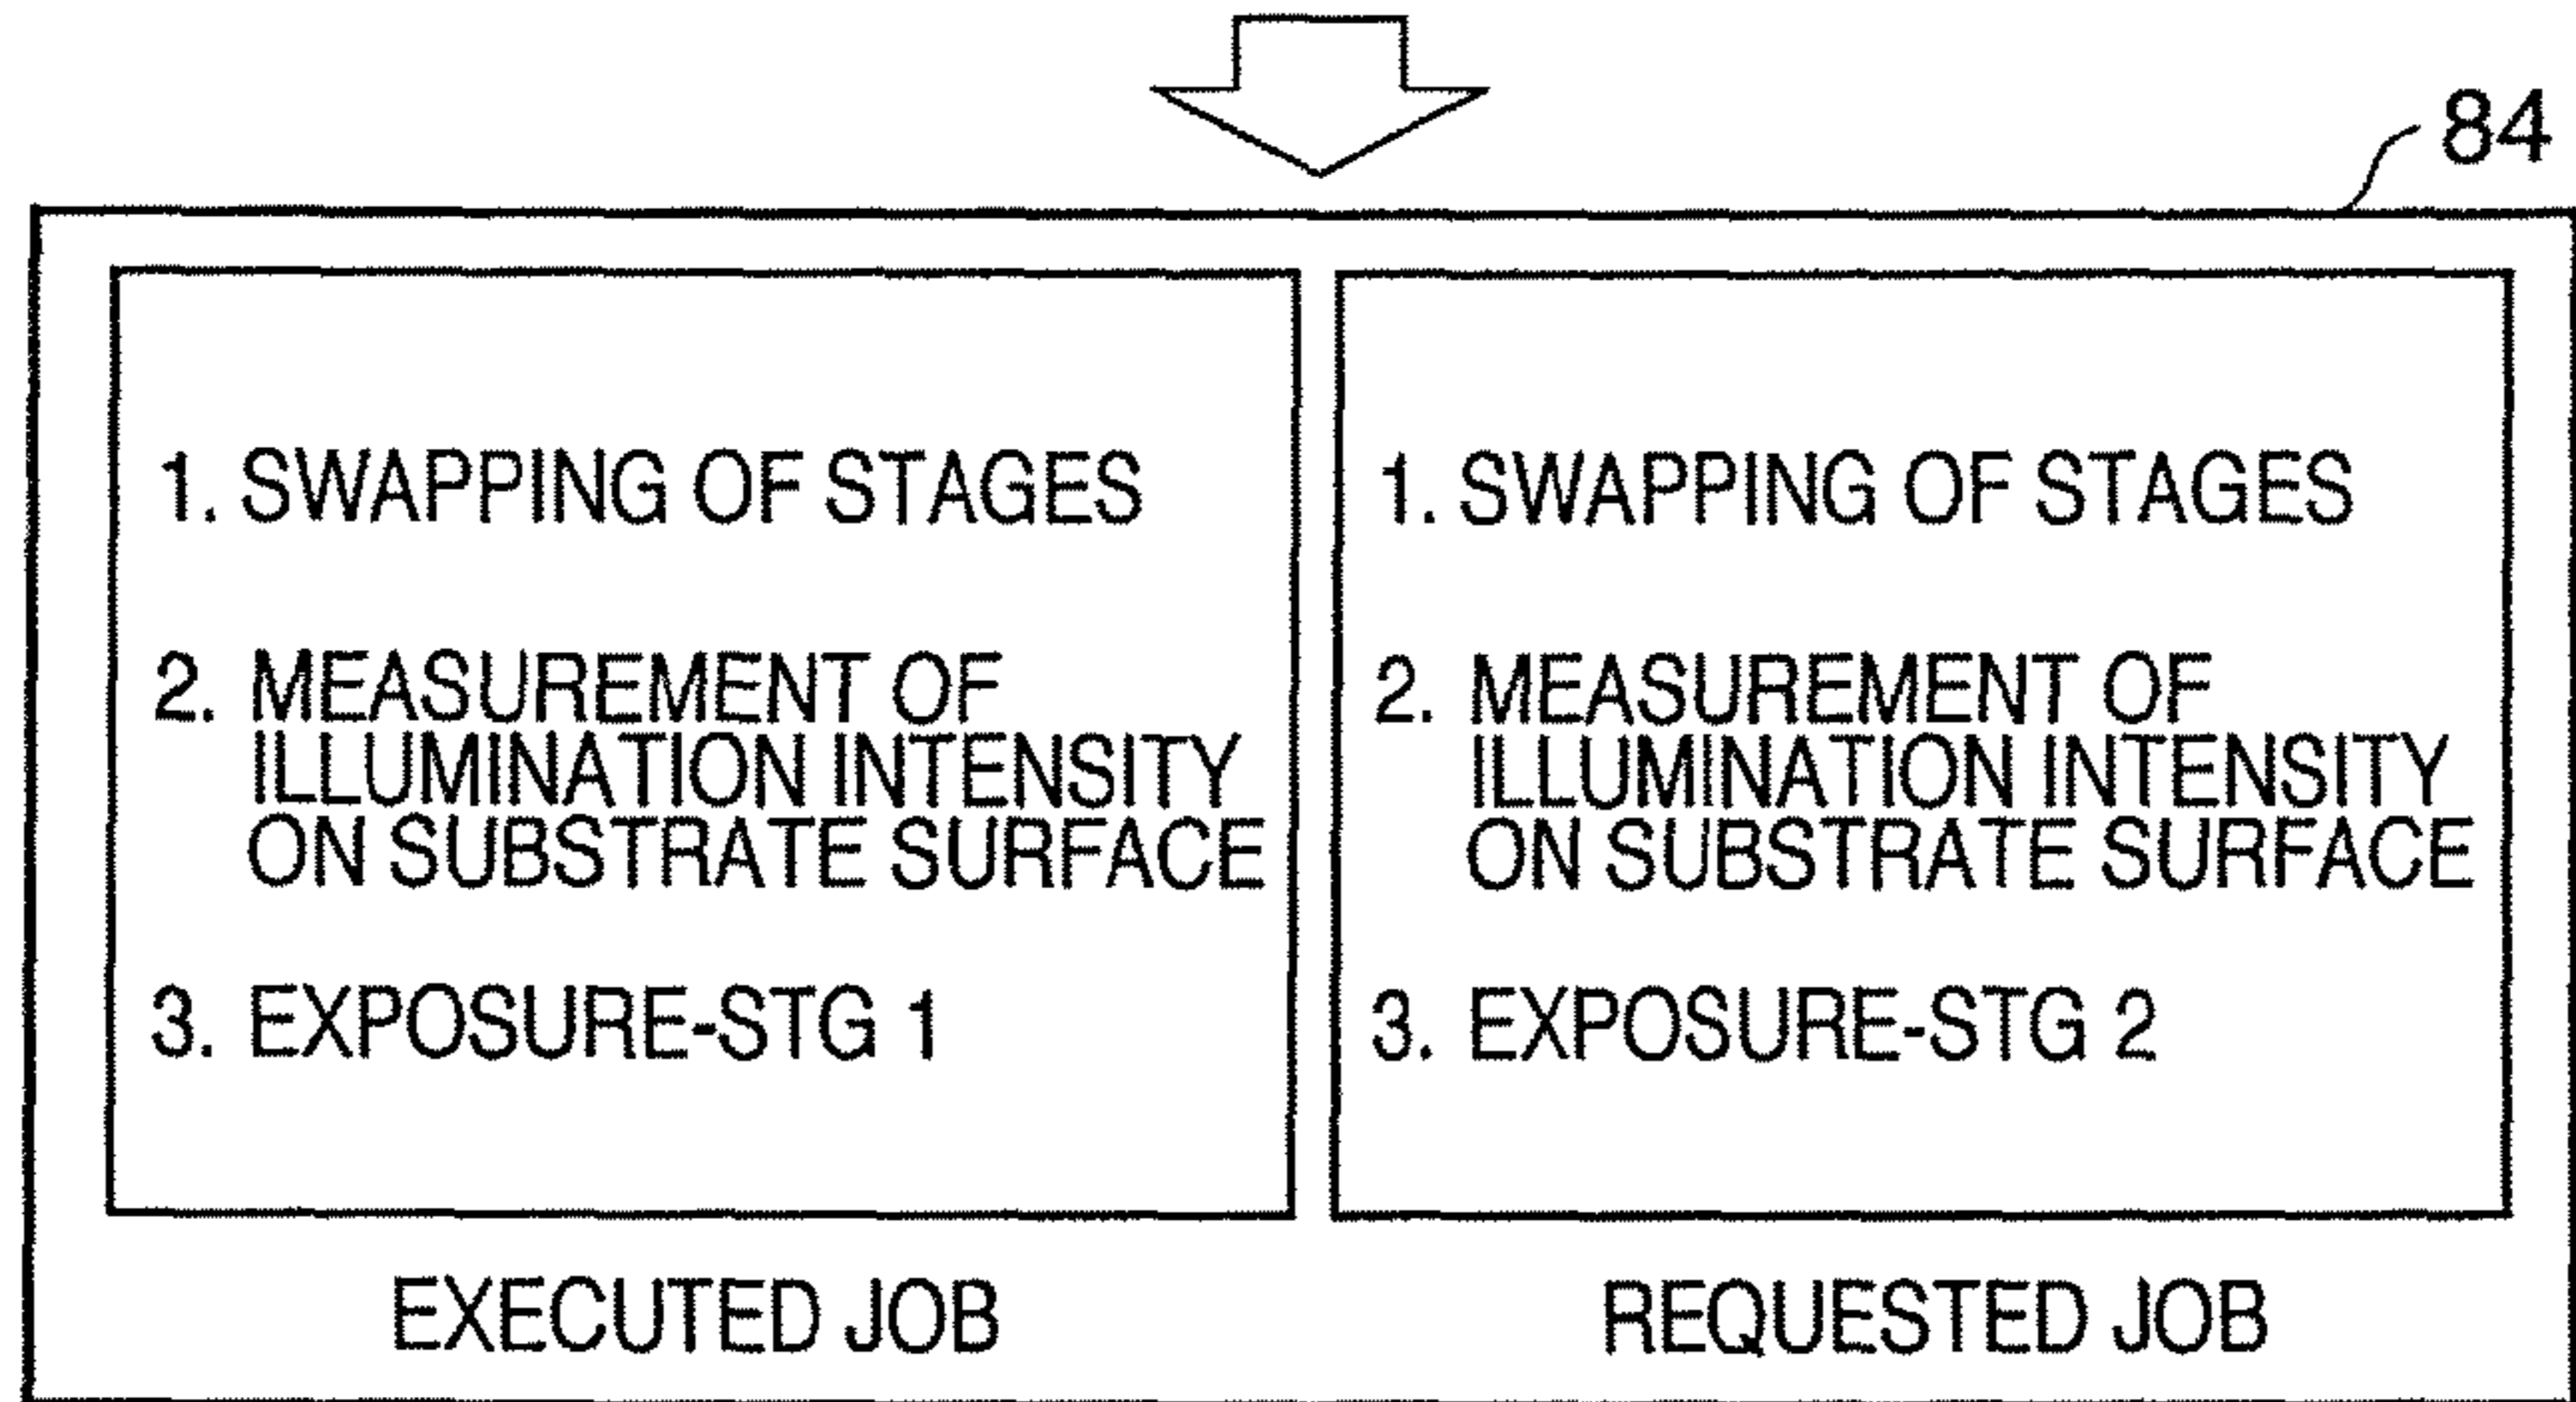 84
1. SWAPPING OF STAGES
2. MEASUREMENT OF
ILLUMINATION INTENSITY
ON SUBSTRATE SURFACE
3. EXPOSURE-STG 1
EXECUTED JOB
1. SWAPPING OF STAGES
2. MEASUREMENT OF
ILLUMINATION INTENSITY
ON SUBSTRATE SURFACE
3. EXPOSURE-STG 2
REQUESTED JOB